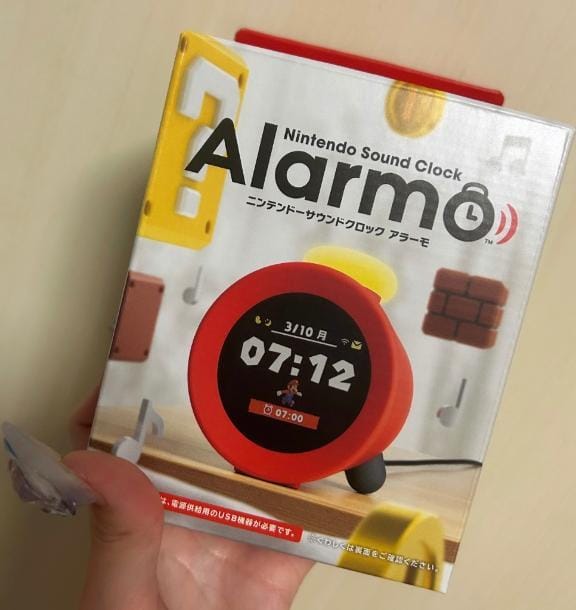 Nintendo Sound Clock
Alarmo
TM
ニンテンドーサウンドクロック アラーモ
3/10 月
07:12
07:00
は、電源供給用のUSB機器が必要です。
※くわしくは裏面をご確認ください。